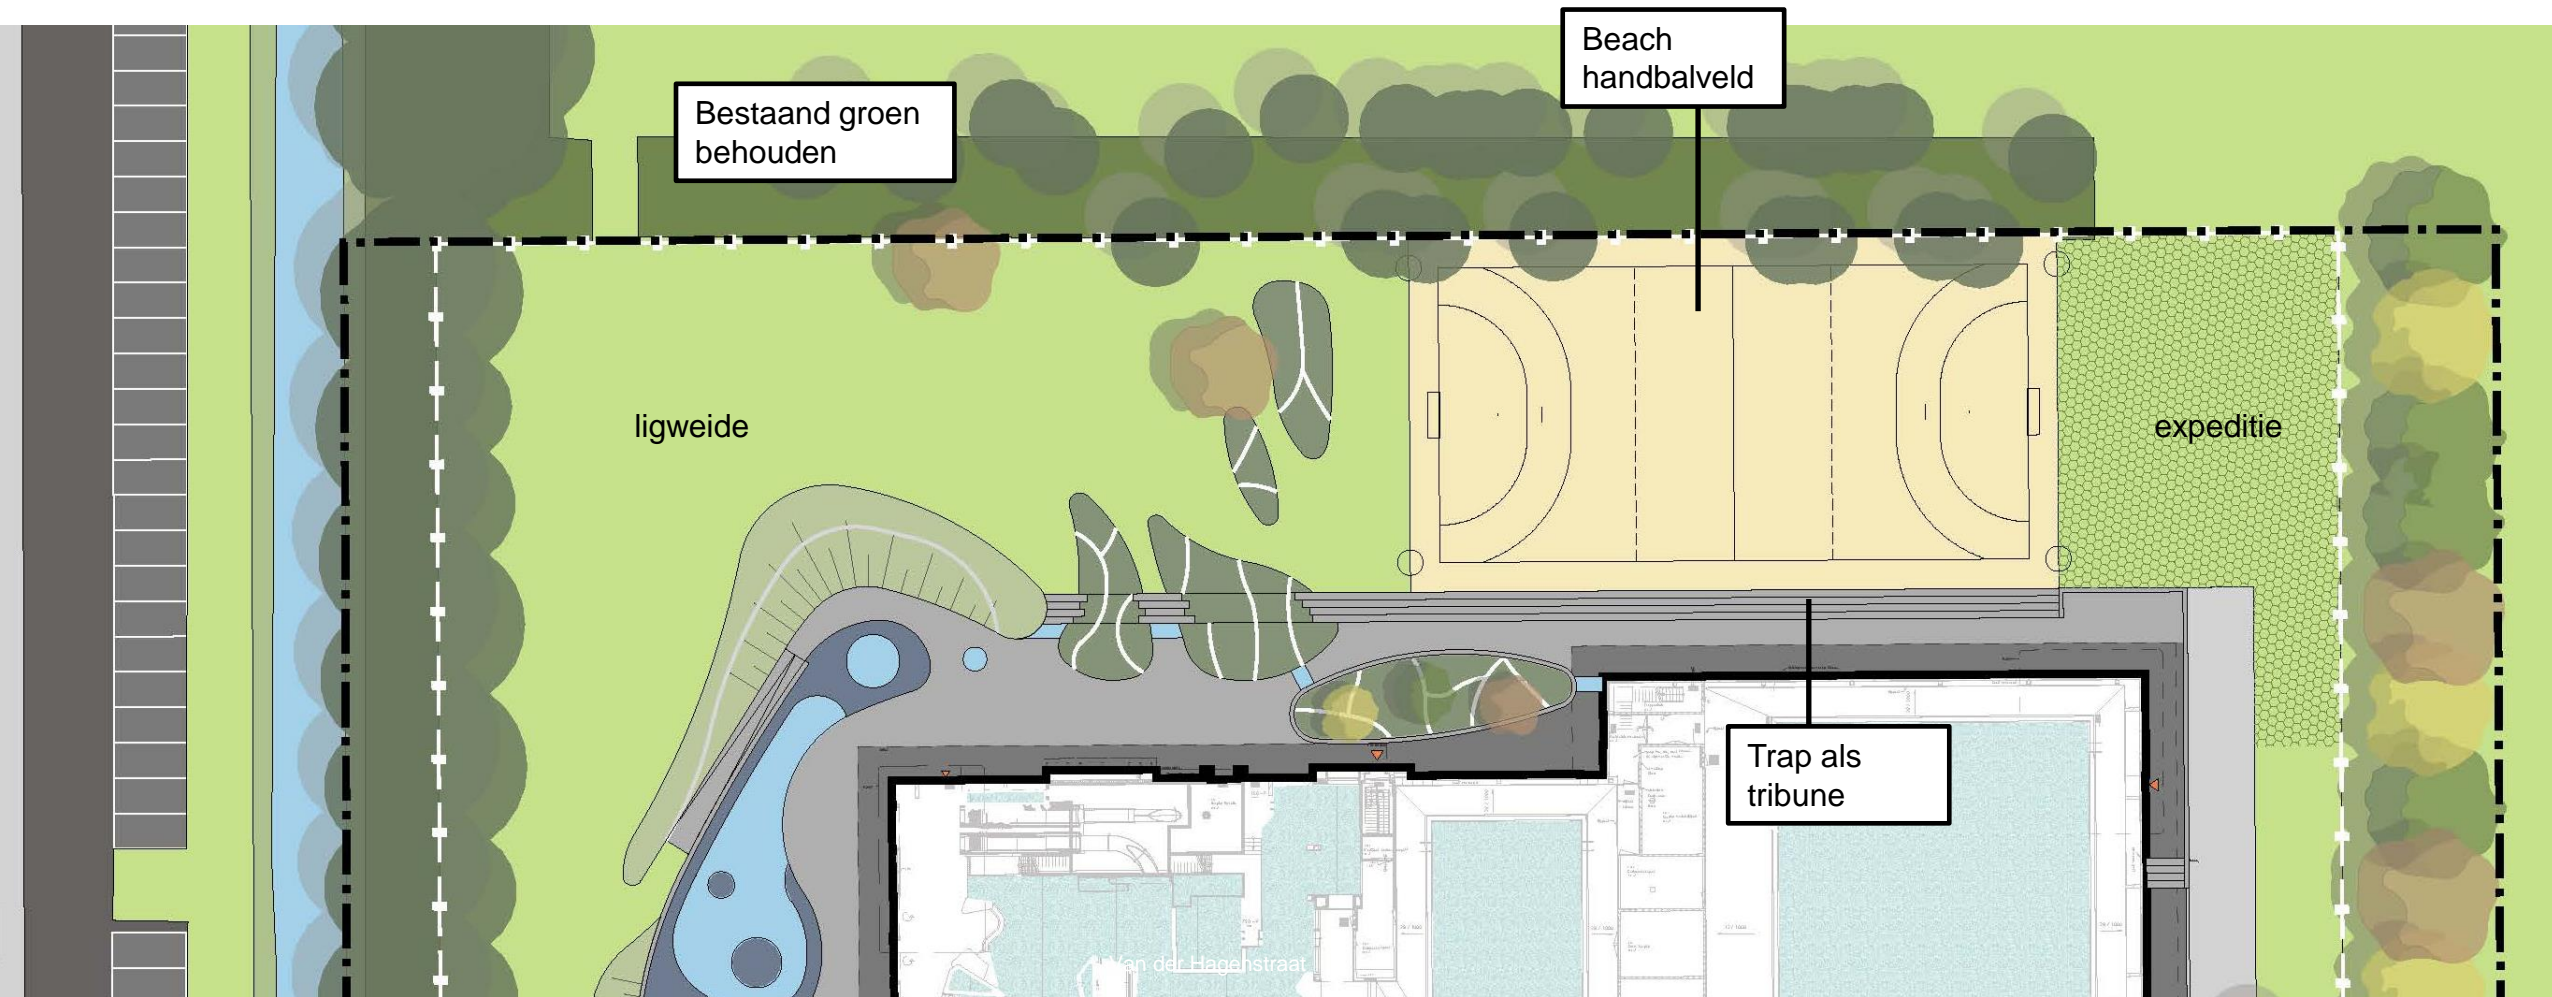 Beach
handbalveld
Bestaand groen
behouden
ligweide
expeditie
Trap als
tribune
Van der Hagenstraat